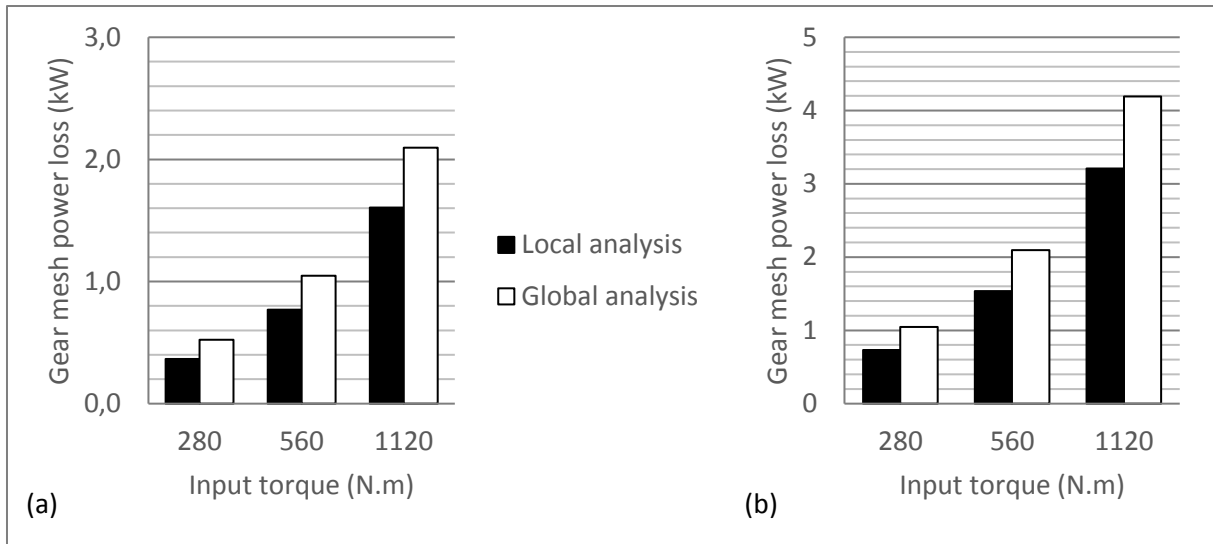 Gear mesh power loss (kW)
3,0
2,0
1,0
0,0
280 560 1120
Input torque (N.m)
(a)
Local analysis
Global analysis
Gear mesh power loss (kW)
5
4
3
2
1
0
280 560 1120
Input torque (N.m)
(b)